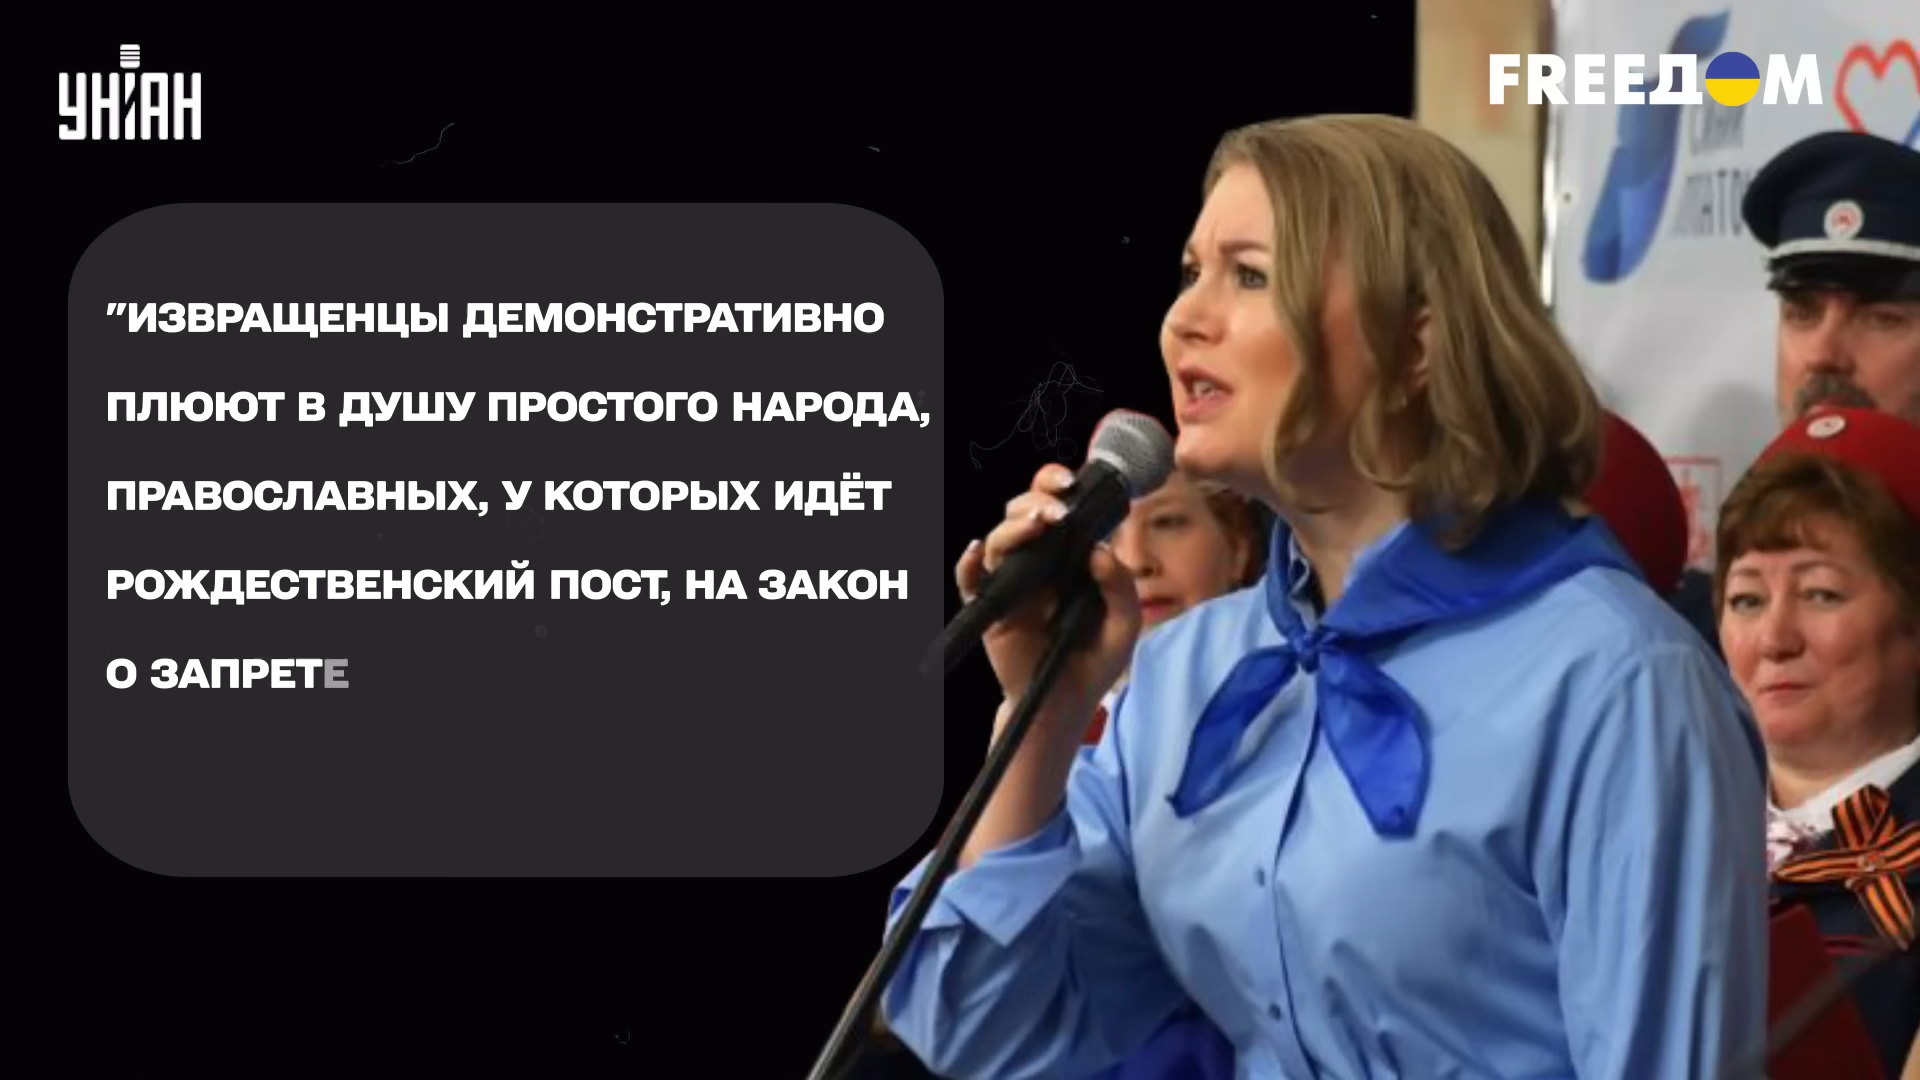 УНІАН
FREEДОМ
"ИЗВРАЩЕНЦЫ ДЕМОНСТРАТИВНО
ПЛЮЮТ В ДУШУ ПРОСТОГО НАРОДА,
ПРАВОСЛАВНЫХ, У КОТОРЫХ ИДЁТ
РОЖДЕСТВЕНСКИЙ ПОСТ, НА ЗАКОН
О ЗАПРЕТЕ